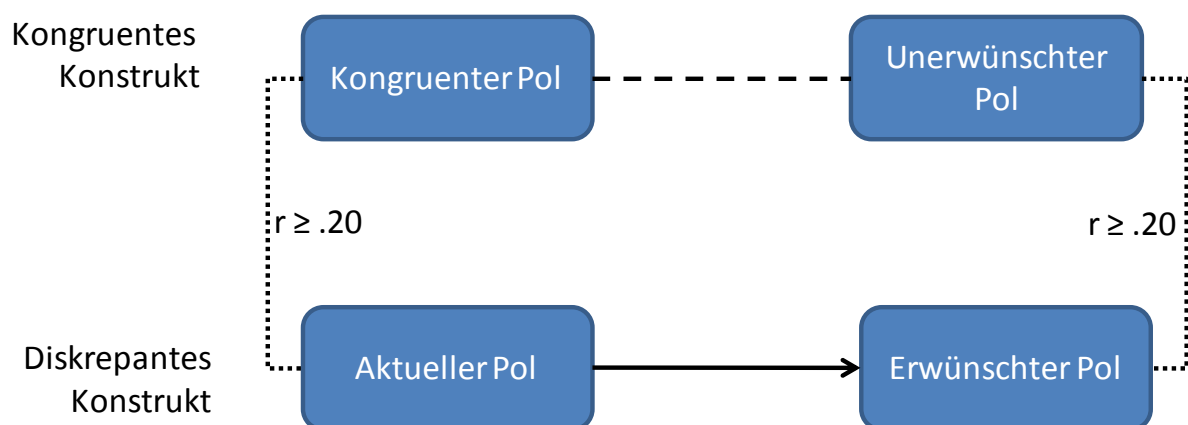 Kongruentes
Konstrukt
Kongruenter Pol
Unerwünschter
Pol
r ≥ .20
r ≥ .20
Diskrepantes
Konstrukt
Aktueller Pol
Erwünschter Pol